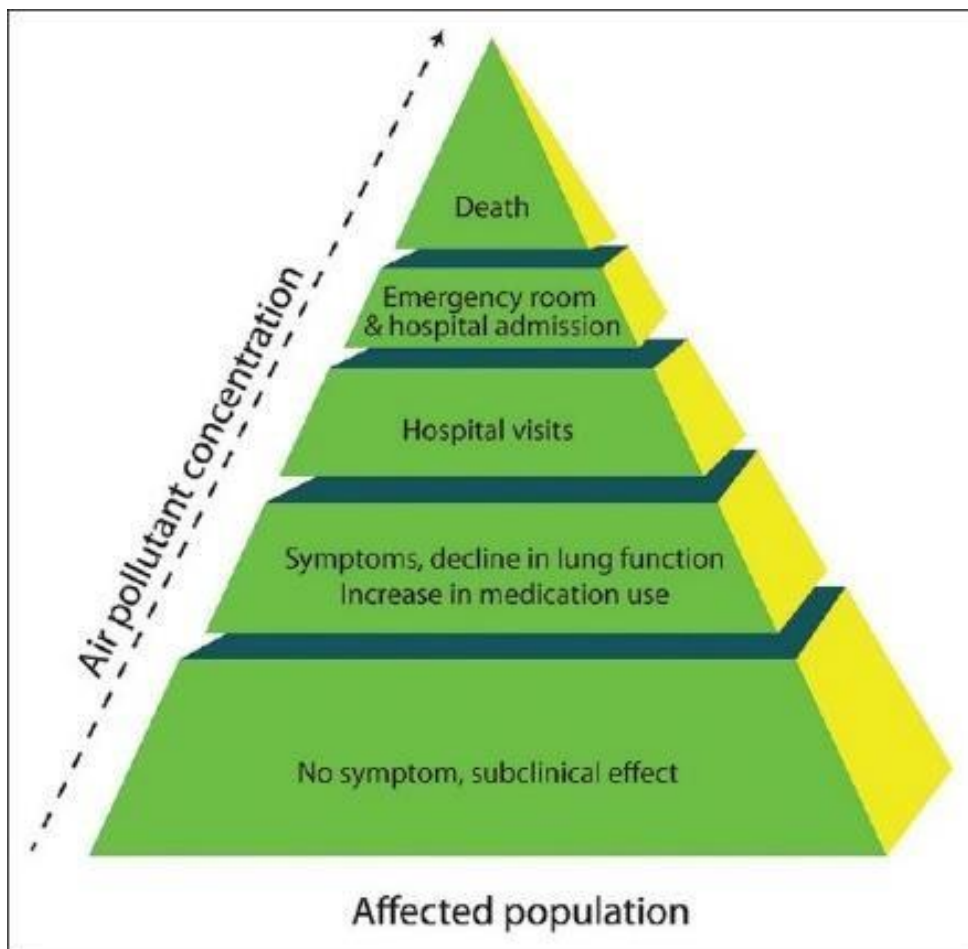 Death
Emergency room
& hospital admission
Hospital visits
Symptoms, decline in lung function
Increase in medication use
No symptom, subclinical effect
Air pollutant concentration
Affected population